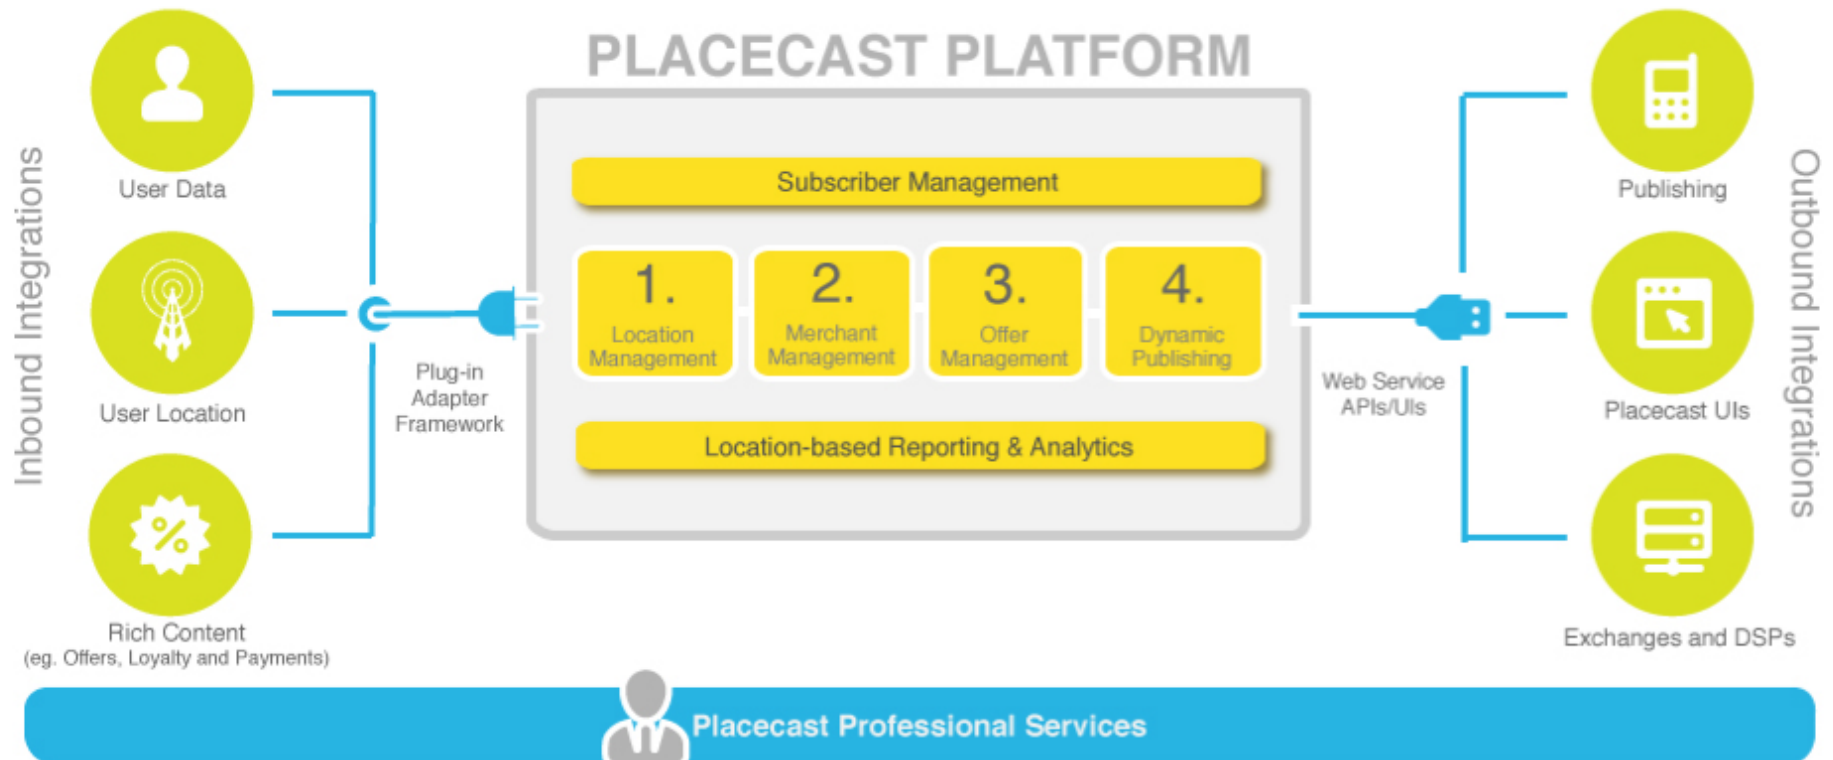 PLACECAST PLATFORM
Inbound Integrations
User Data
User Location
Rich Content
(eg. Offers, Loyalty and Payments)
Plug-in
Adapter
Framework
Subscriber Management
1.
Location
Management
2.
Merchant
Management
3.
Offer
Management
4.
Dynamic
Publishing
Location-based Reporting & Analytics
Web Service
APIs/UIs
Publishing
Placecast UIs
Exchanges and DSPs
Outbound Integrations
Placecast Professional Services